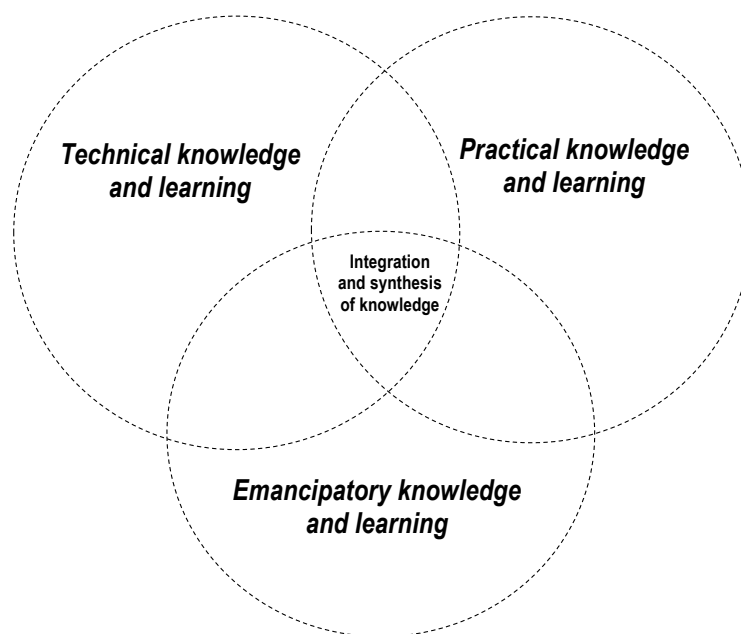 Technical knowledge
and learning
Practical knowledge
and learning
Integration
and synthesis
of knowledge
Emancipatory knowledge
and learning